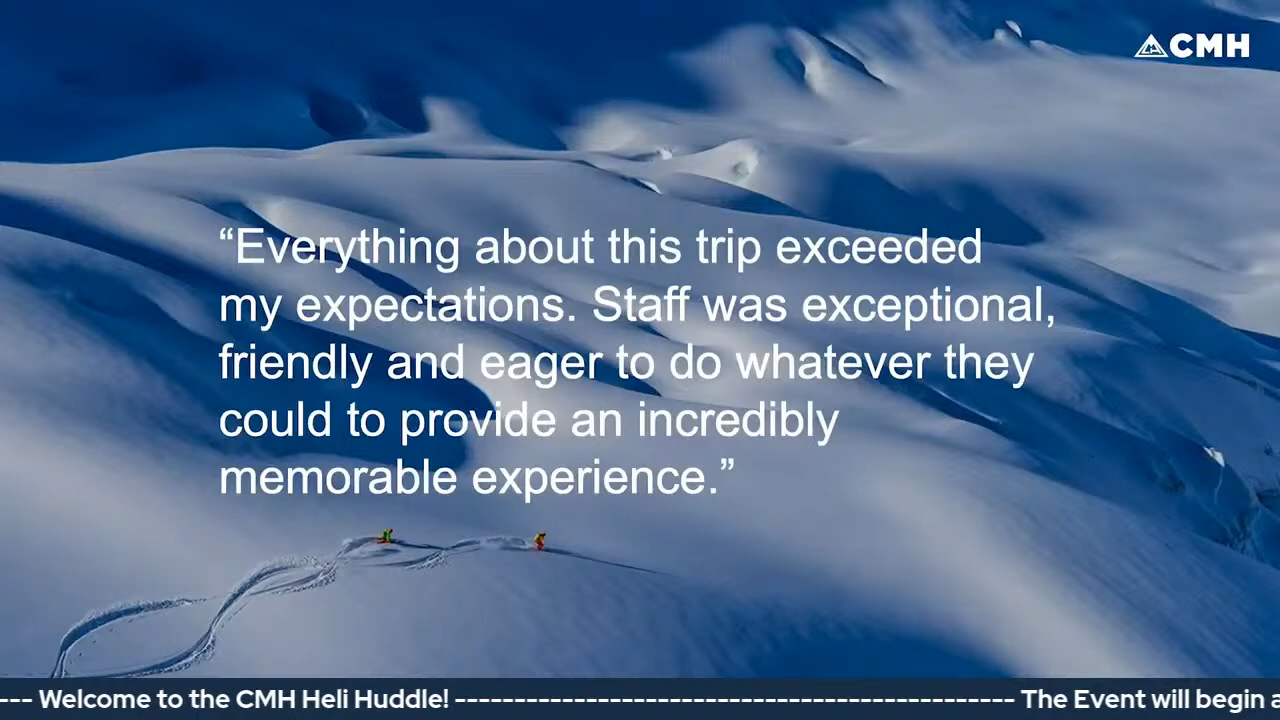 CMH
“Everything about this trip exceeded
my expectations. Staff was exceptional,
friendly and eager to do whatever they
could to provide an incredibly
memorable experience.”
--- Welcome to the CMH Heli Huddle! ------------------------------------------------ The Event will begin a